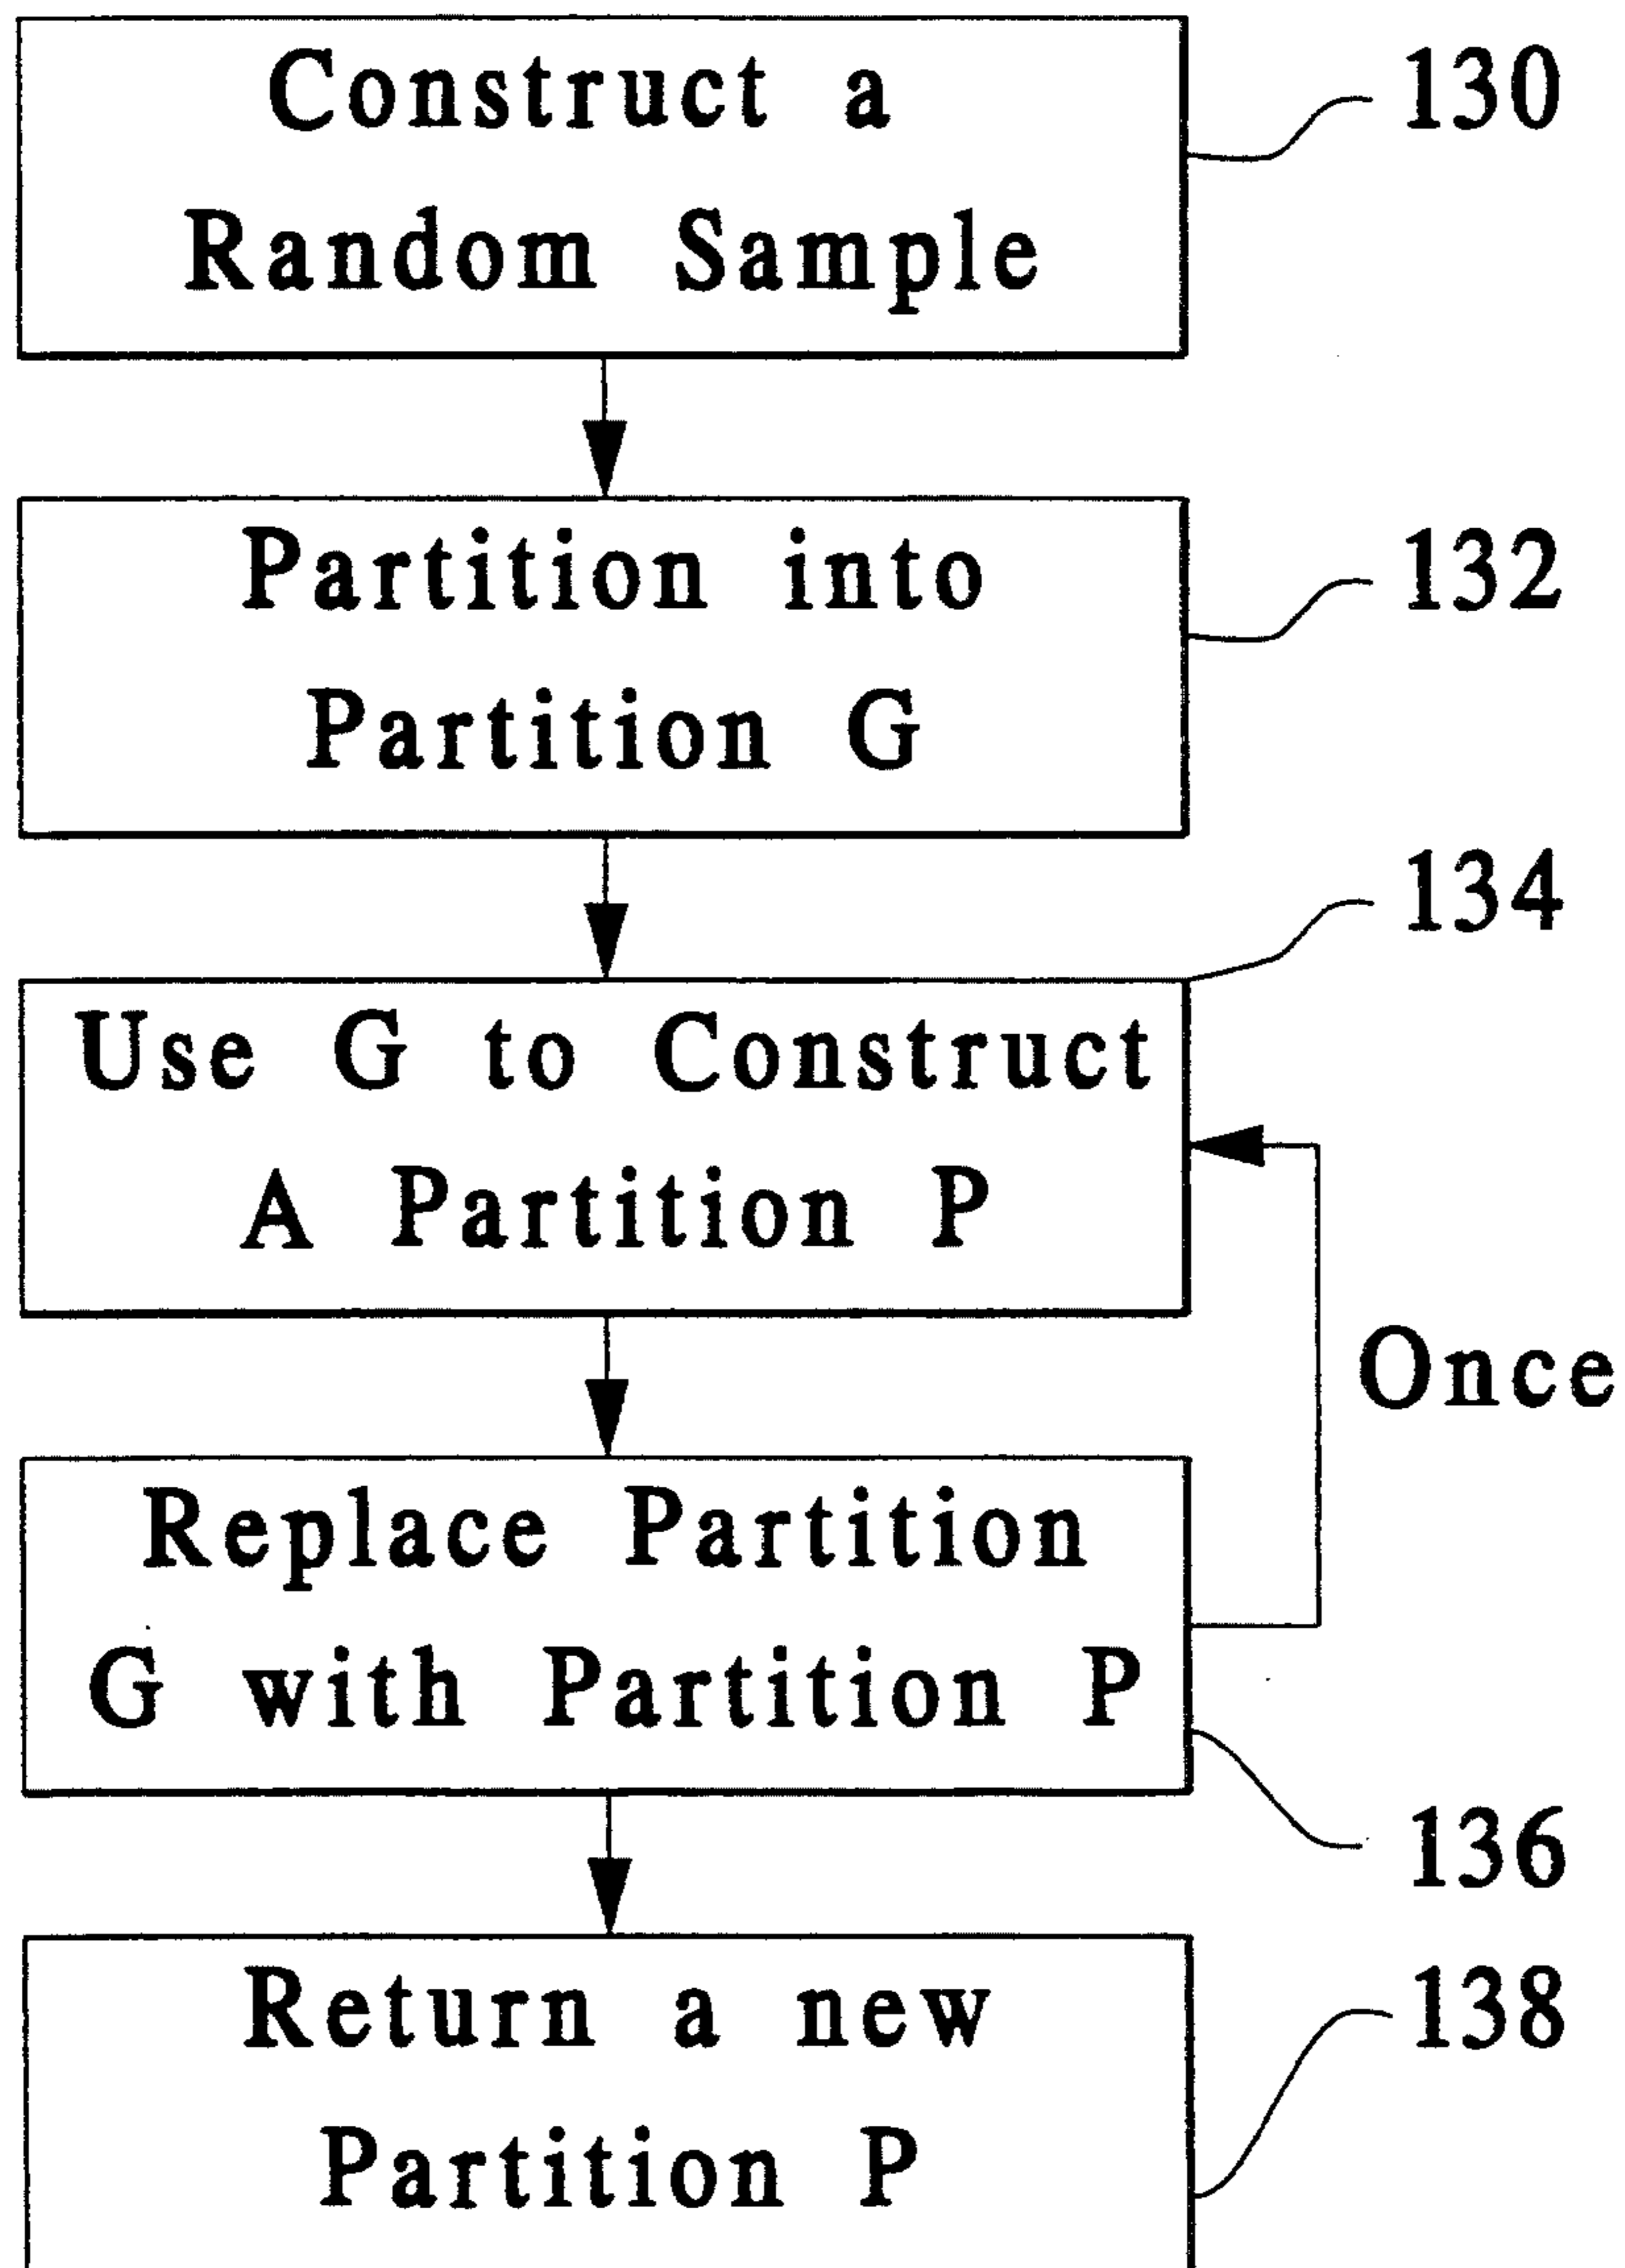 Construct a
Random Sample
130
Partition into
Partition G
132
134
Use G to Construct
A Partition P
Once
Replace Partition
G with Partition P
136
Return a new
Partition P
138